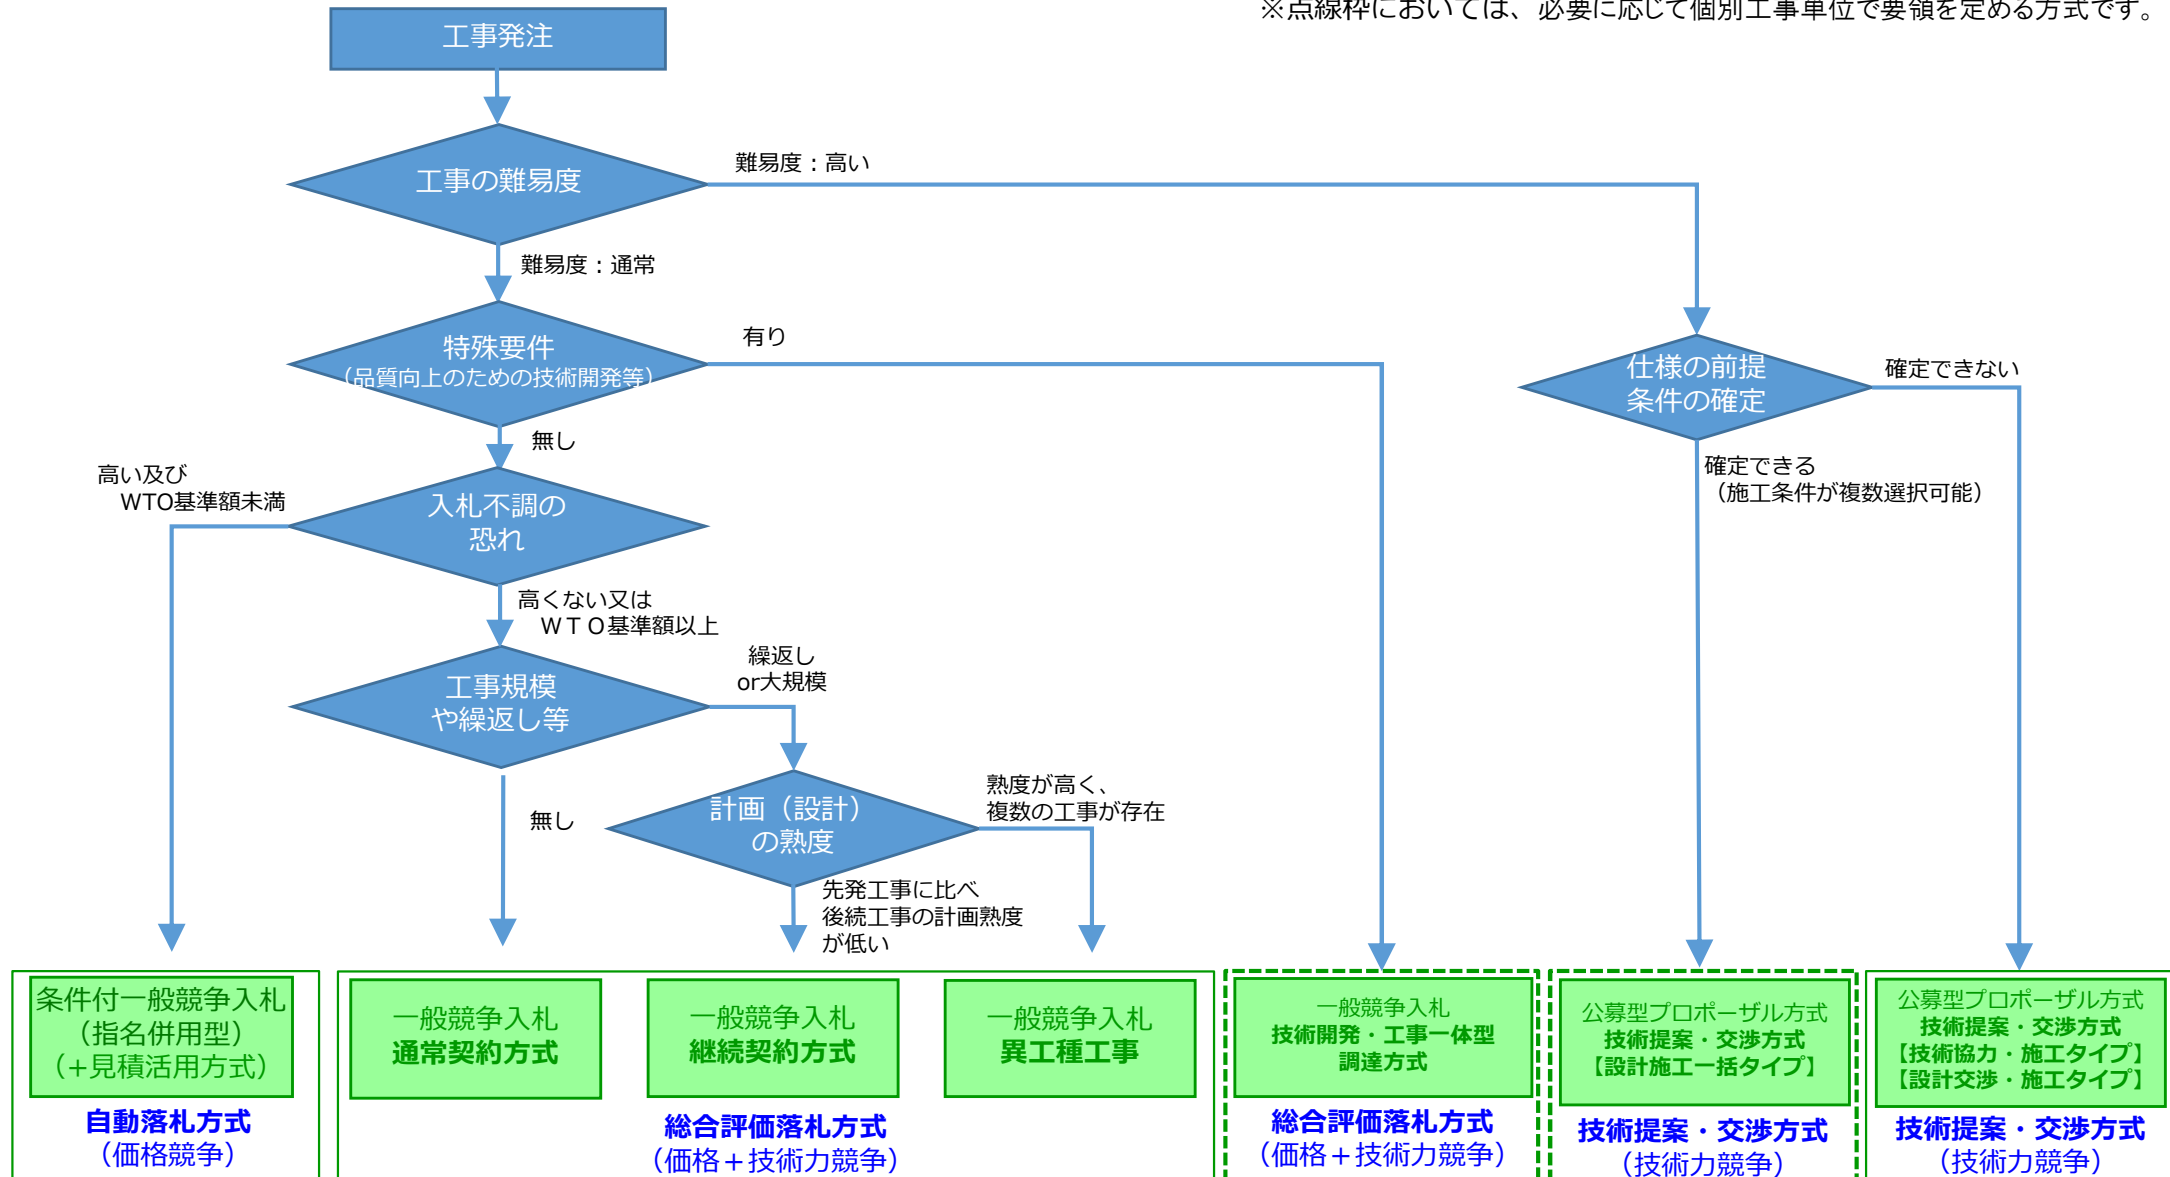 ※点線枠においては、必要に応じて個別工事単位で要領を定める方式です。
工事発注
工事の難易度
難易度：高い
難易度：通常
特殊要件
（品質向上のための技術開発等）
有り
無し
仕様の前提
条件の確定
確定できない
確定できる
（施工条件が複数選択可能）
高い及び
WTO基準額未満
入札不調の
恐れ
高くない又は
ＷＴＯ基準額以上
工事規模
や繰返し等
繰返し
or大規模
無し
計画（設計）
の熟度
熟度が高く、
複数の工事が存在
先発工事に比べ
後続工事の計画熟度
が低い
条件付一般競争入札
（指名併用型）
（+見積活用方式）
自動落札方式
（価格競争）
一般競争入札
通常契約方式
一般競争入札
継続契約方式
一般競争入札
異工種工事
総合評価落札方式
（価格＋技術力競争）
一般競争入札
技術開発・工事一体型
調達方式
総合評価落札方式
（価格＋技術力競争）
公募型プロポーザル方式
技術提案・交渉方式
【設計施工一括タイプ】
技術提案・交渉方式
（技術力競争）
公募型プロポーザル方式
技術提案・交渉方式
【技術協力・施工タイプ】
【設計交渉・施工タイプ】
技術提案・交渉方式
（技術力競争）